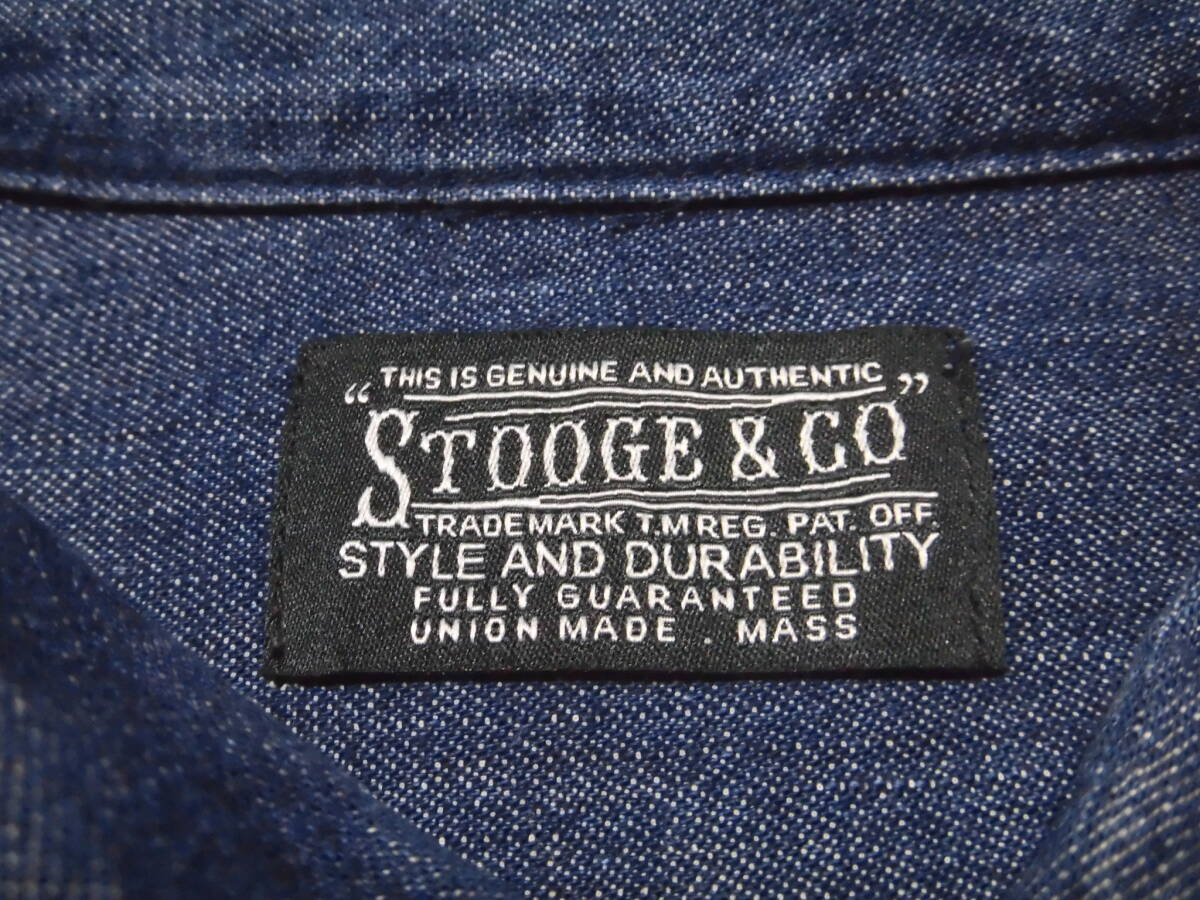 THIS IS GENUINE AND AUTHENTIC
“STOOGE & CO”
TRADEMARK T.M REG. PAT. OFF.
STYLE AND DURABILITY
FULLY GUARANTEED
UNION MADE . MASS